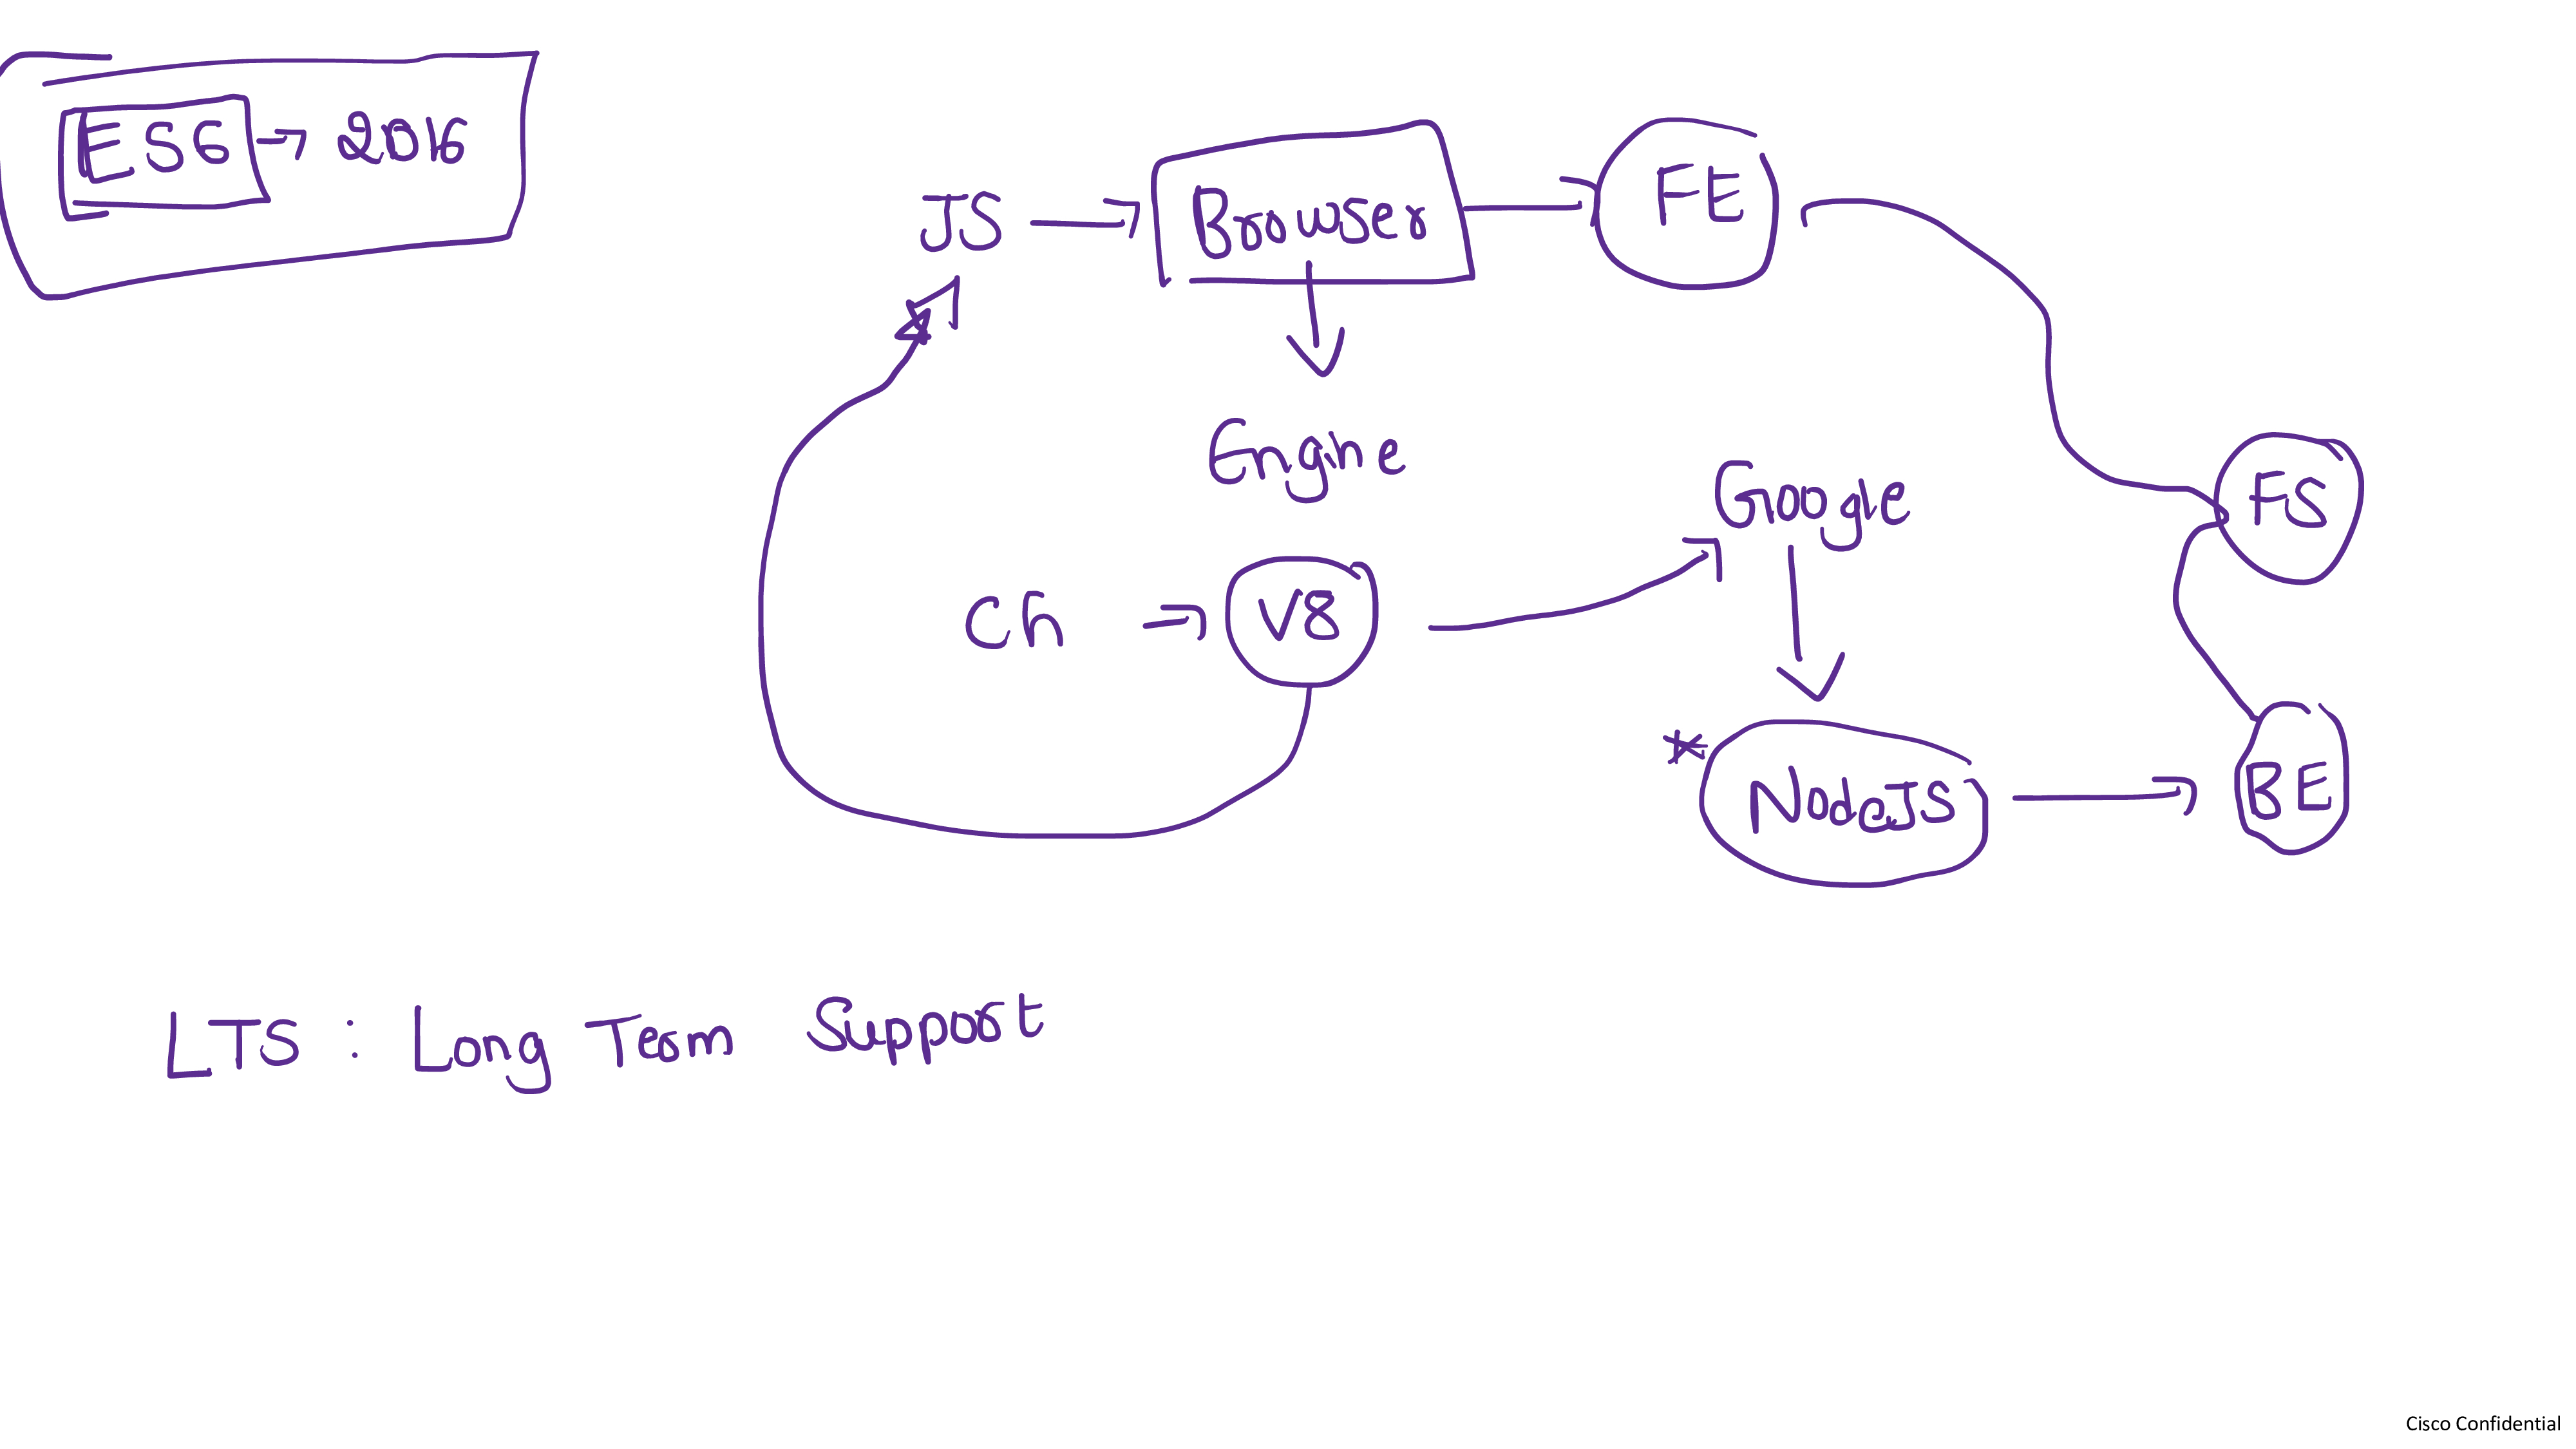 ES6 → 2016
JS → Browser → FE
Engine
Google
FS
Ch → V8
* NodeJS → BE
LTS : Long Term Support
Cisco Confidential